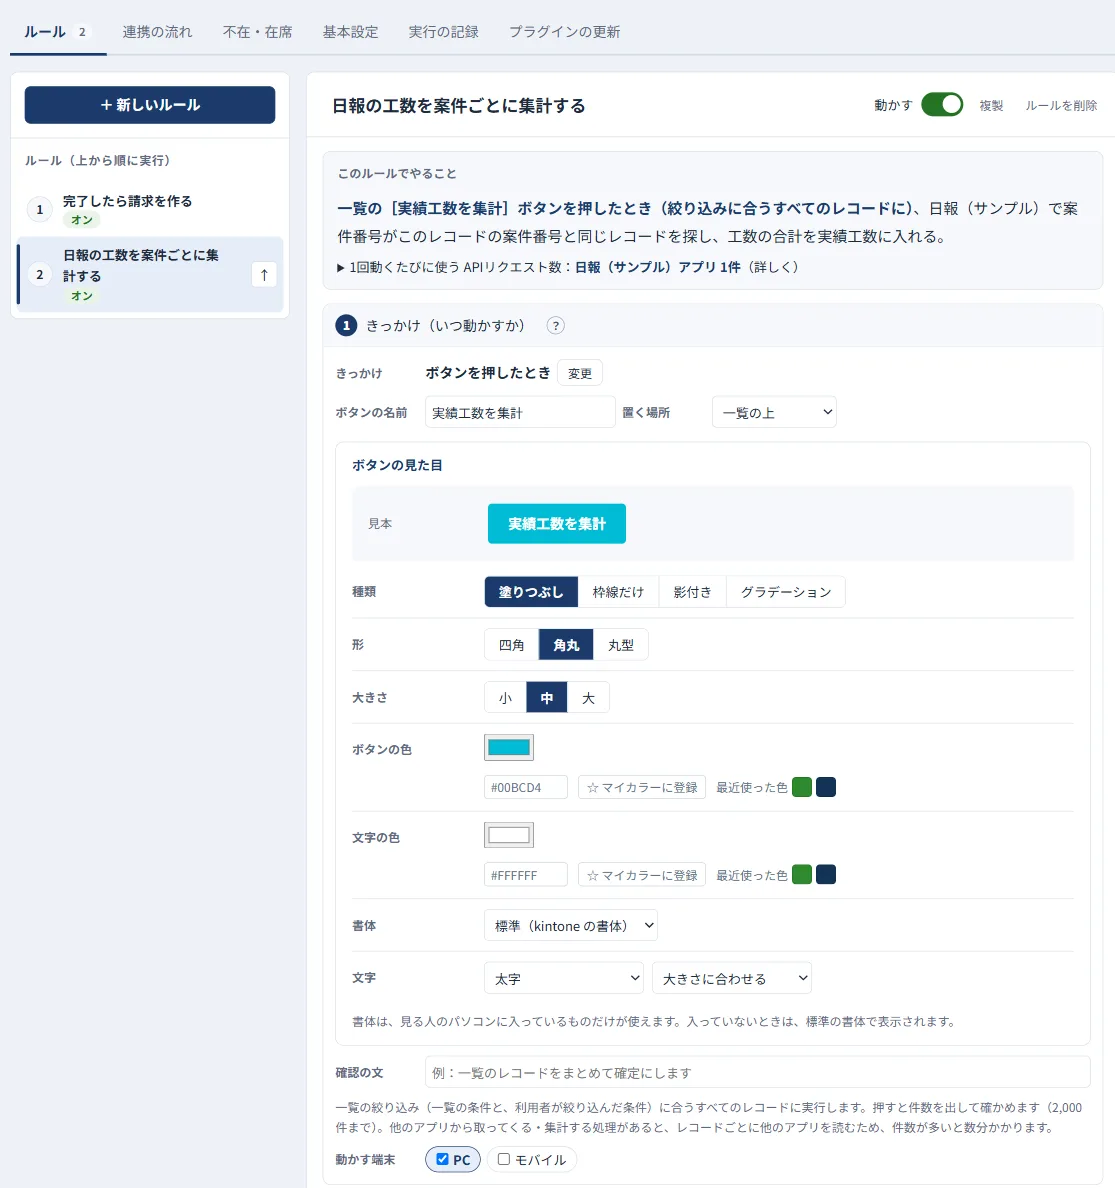 ルール 2 連携の流れ 不在・在席 基本設定 実行の記録 プラグインの更新
＋ 新しいルール
ルール（上から順に実行）
1 完了したら請求を作る
オン
2 日報の工数を案件ごとに集計する ↑
オン
日報の工数を案件ごとに集計する 動かす 複製 ルールを削除
このルールでやること
一覧の［実績工数を集計］ボタンを押したとき（絞り込みに合うすべてのレコードに）、日報（サンプル）で案
件番号がこのレコードの案件番号と同じレコードを探し、工数の合計を実績工数に入れる。
▶ 1回動くたびに使う APIリクエスト数：日報（サンプル）アプリ 1件（詳しく）
1 きっかけ（いつ動かすか） ?
きっかけ ボタンを押したとき 変更
ボタンの名前 実績工数を集計 置く場所 一覧の上
ボタンの見た目
見本 実績工数を集計
種類 塗りつぶし 枠線だけ 影付き グラデーション
形 四角 角丸 丸型
大きさ 小 中 大
ボタンの色
#00BCD4 ☆ マイカラーに登録 最近使った色
文字の色
#FFFFFF ☆ マイカラーに登録 最近使った色
書体 標準（kintone の書体）
文字 太字 大きさに合わせる
書体は、見る人のパソコンに入っているものだけが使えます。入っていないときは、標準の書体で表示されます。
確認の文 例：一覧のレコードをまとめて確定にします
一覧の絞り込み（一覧の条件と、利用者が絞り込んだ条件）に合うすべてのレコードに実行します。押すと件数を出して確かめます（2,000
件まで）。他のアプリから取ってくる・集計する処理があると、レコードごとに他のアプリを読むため、件数が多いと数分かかります。
動かす端末 PC モバイル